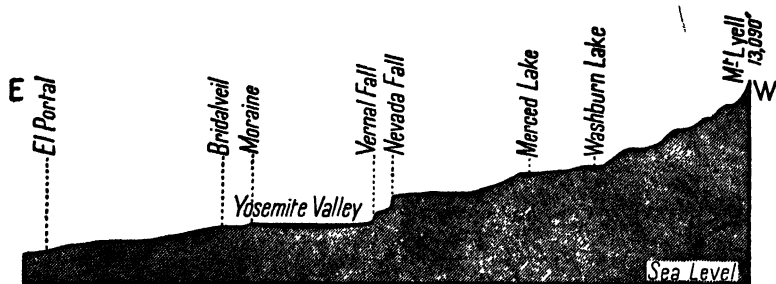 E
El Portal
Bridalveil
Moraine
Yosemite Valley
Vernal Fall
Nevada Fall
Merced Lake
Washburn Lake
Mt Lyell
13,090'
W
Sea Level